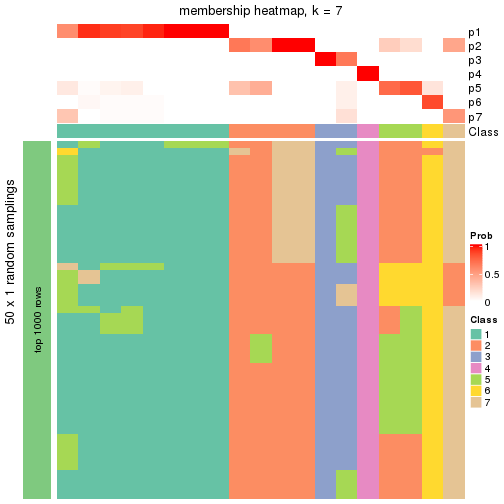 membership heatmap, k = 7
p1
p2
p3
p4
p5
p6
p7
Class
50 x 1 random samplings
top 1000 rows
Prob
1
0.5
0
Class
1
2
3
4
5
6
7